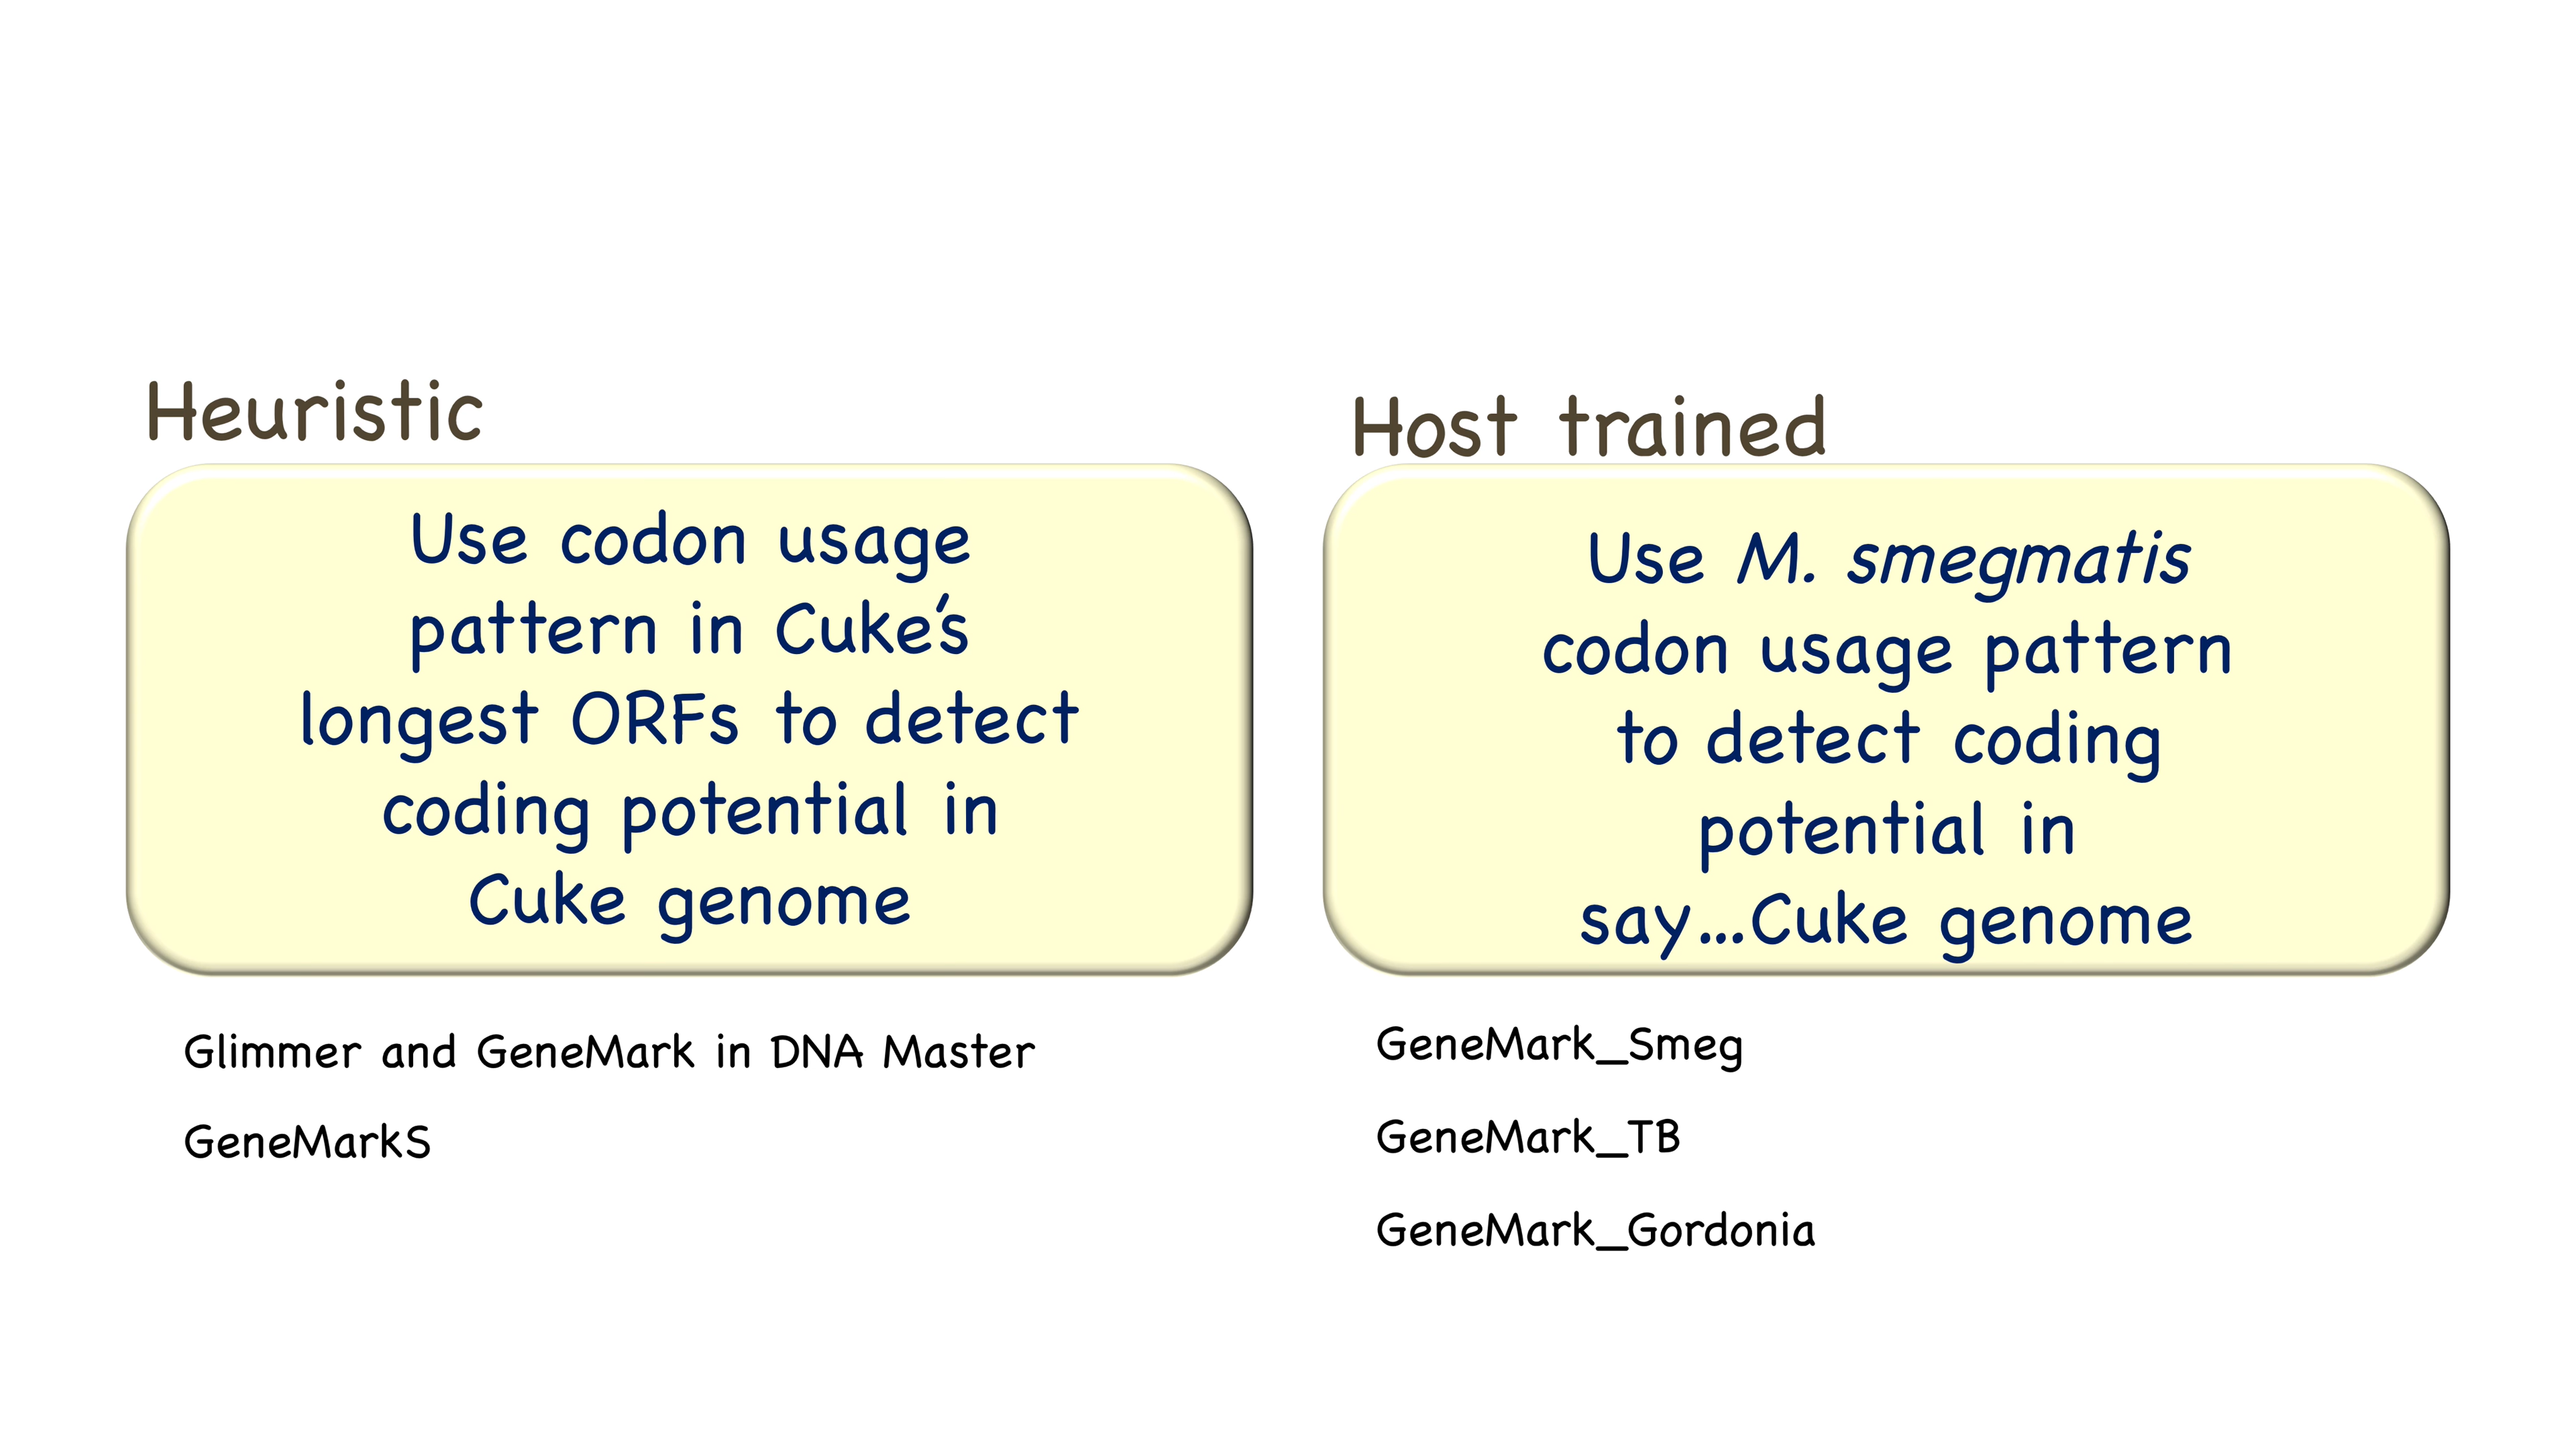 Heuristic
Use codon usage
pattern in Cuke's
longest ORFs to detect
coding potential in
Cuke genome
Glimmer and GeneMark in DNA Master
GeneMarkS
Host trained
Use M. smegmatis
codon usage pattern
to detect coding
potential in
say...Cuke genome
GeneMark_Smeg
GeneMark_TB
GeneMark_Gordonia